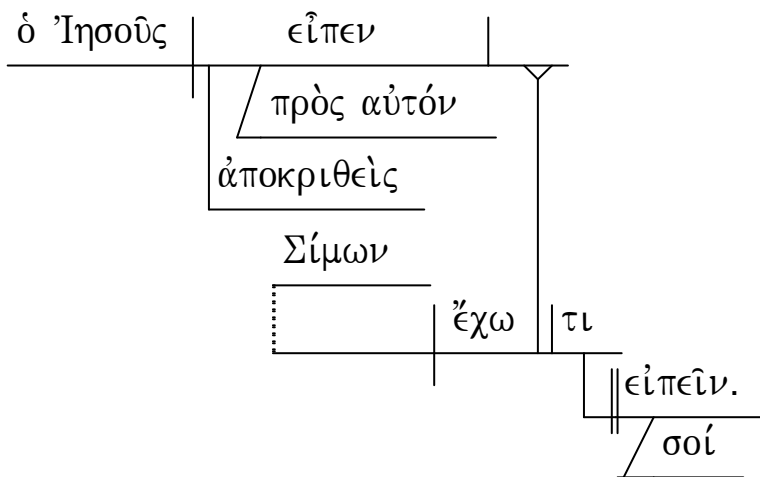 ὁ Ἰησοῦς εἶπεν
πρὸς αὐτόν
ἀποκριθεὶς
Σίμων
ἔχω τι
εἰπεῖν.
σοί